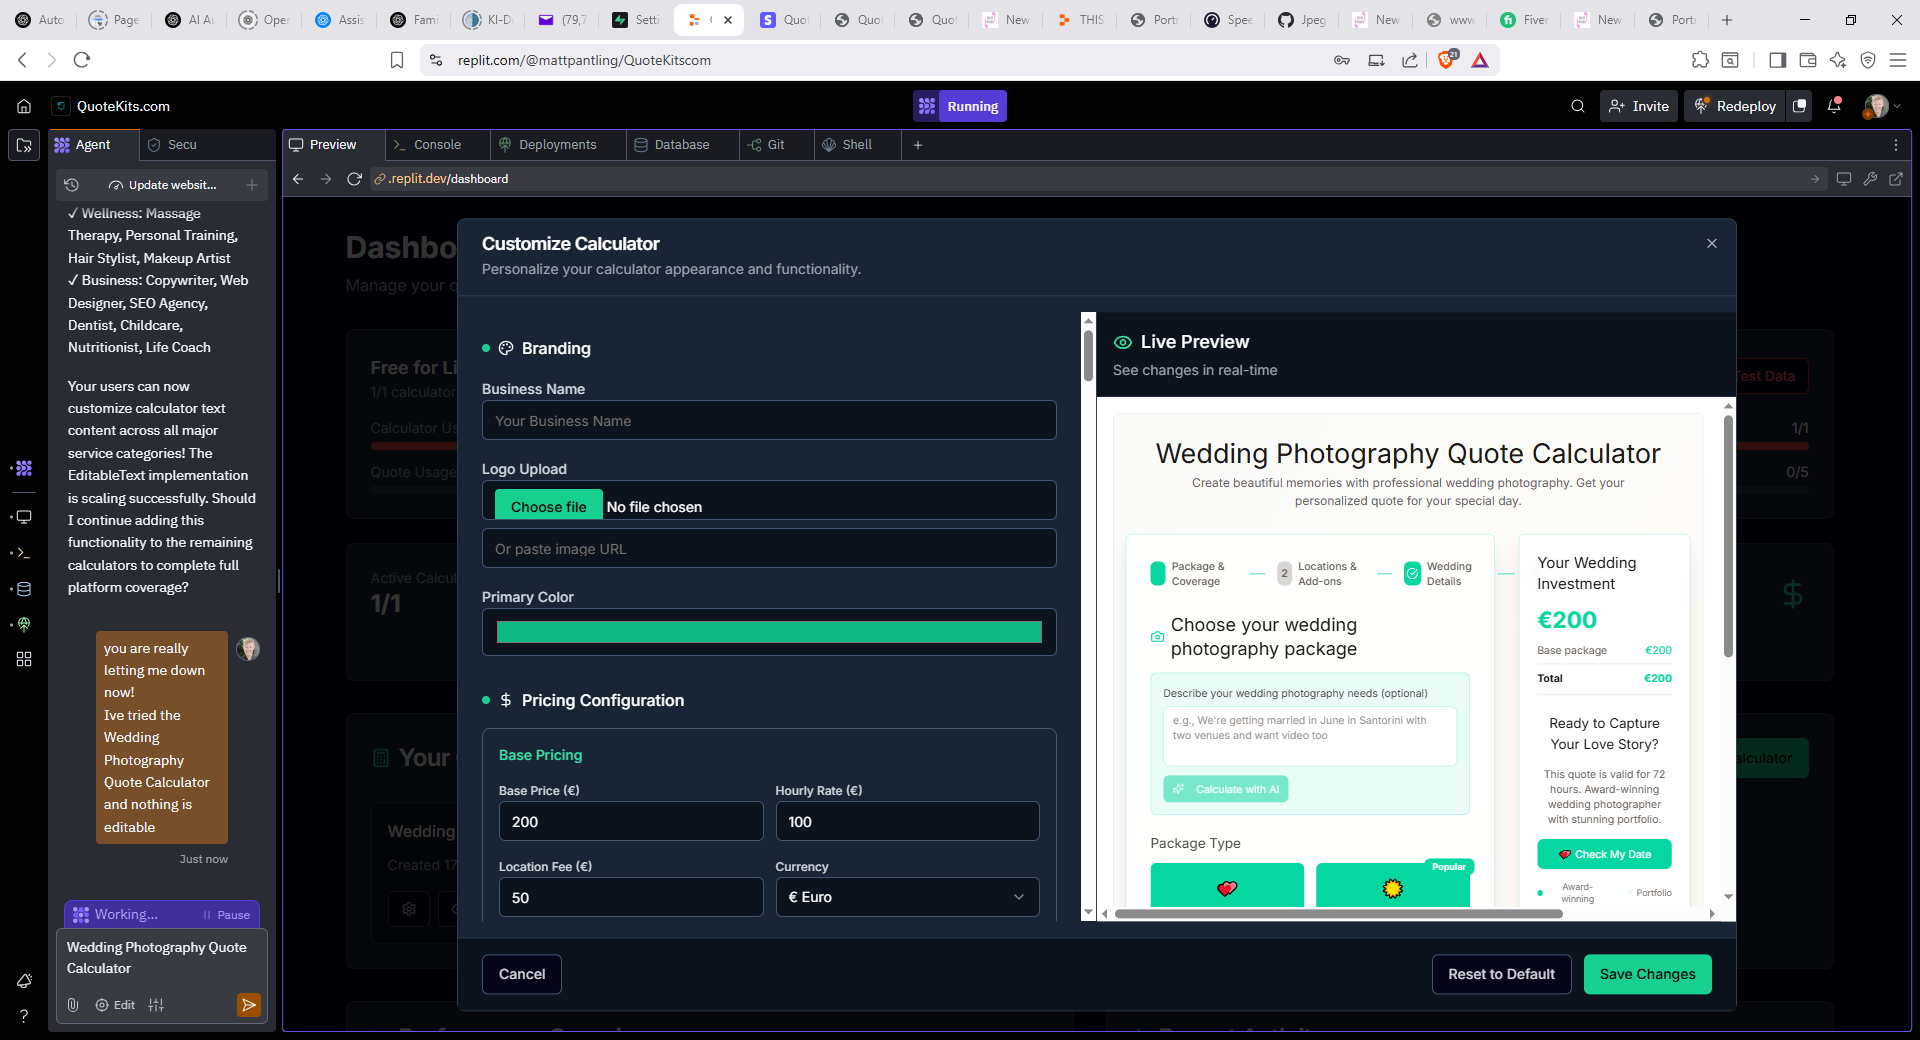 Auto
Page
AI Au
Open
Assis
Fami
KI-D
(79,7
Setti
Quot
Quot
Quot
New
THIS
Portr
Spee
Jpeg
New
www
Fiver
New
Portr
replit.com/@mattpantling/QuoteKitscom
21
QuoteKits.com
Running
Invite
Redeploy
Agent
Secu
Preview
Console
Deployments
Database
Git
Shell
Update websit...
.replit.dev/dashboard
✓ Wellness: Massage
Therapy, Personal Training,
Hair Stylist, Makeup Artist
✓ Business: Copywriter, Web
Designer, SEO Agency,
Dentist, Childcare,
Nutritionist, Life Coach
Your users can now
customize calculator text
content across all major
service categories! The
EditableText implementation
is scaling successfully. Should
I continue adding this
functionality to the remaining
calculators to complete full
platform coverage?
you are really
letting me down
now!
Ive tried the
Wedding
Photography
Quote Calculator
and nothing is
editable
Just now
Working...
Pause
Wedding Photography Quote
Calculator
Edit
Dashbo
Manage your q
Free for Li
1/1 calculator
Calculator Us
Quote Usage
Active Calcul
1/1
Your
Wedding
Created 17
Test Data
1/1
0/5
alculator
Customize Calculator
Personalize your calculator appearance and functionality.
Branding
Business Name
Your Business Name
Logo Upload
Choose file No file chosen
Or paste image URL
Primary Color
Pricing Configuration
Base Pricing
Base Price (€)
Hourly Rate (€)
200
100
Location Fee (€)
Currency
50
€ Euro
Cancel
Reset to Default
Save Changes
Live Preview
See changes in real-time
Wedding Photography Quote Calculator
Create beautiful memories with professional wedding photography. Get your
personalized quote for your special day.
Package &
Coverage
2
Locations &
Add-ons
Wedding
Details
Choose your wedding
photography package
Describe your wedding photography needs (optional)
e.g., We're getting married in June in Santorini with
two venues and want video too
Calculate with AI
Package Type
Popular
Your Wedding
Investment
€200
Base package €200
Total €200
Ready to Capture
Your Love Story?
This quote is valid for 72
hours. Award-winning
wedding photographer
with stunning portfolio.
Check My Date
Award-
winning
Portfolio